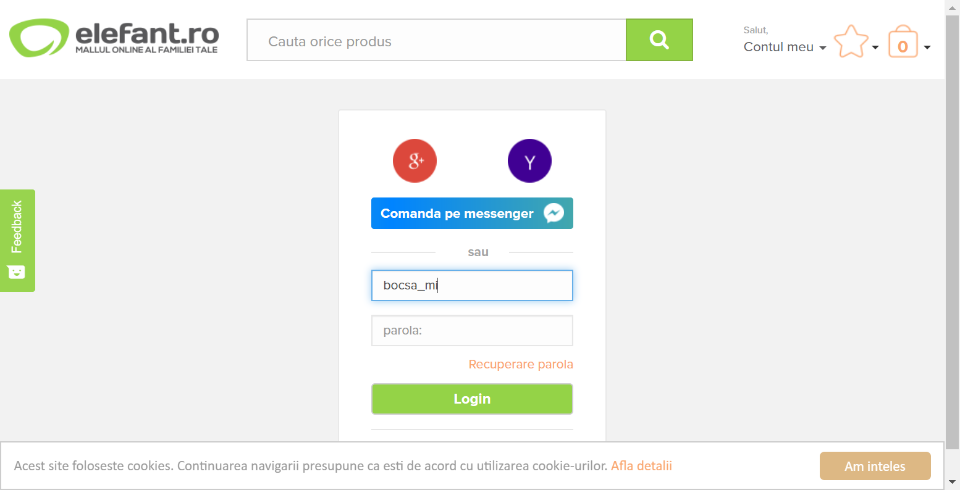 elefant.ro
MALLUL ONLINE AL FAMILIEI TALE
Cauta orice produs
Salut,
Contul meu
0
g+
Y
Comanda pe messenger
Feedback
sau
bocsa_mi
parola:
Recuperare parola
Login
Acest site foloseste cookies. Continuarea navigarii presupune ca esti de acord cu utilizarea cookie-urilor. Afla detalii
Am inteles